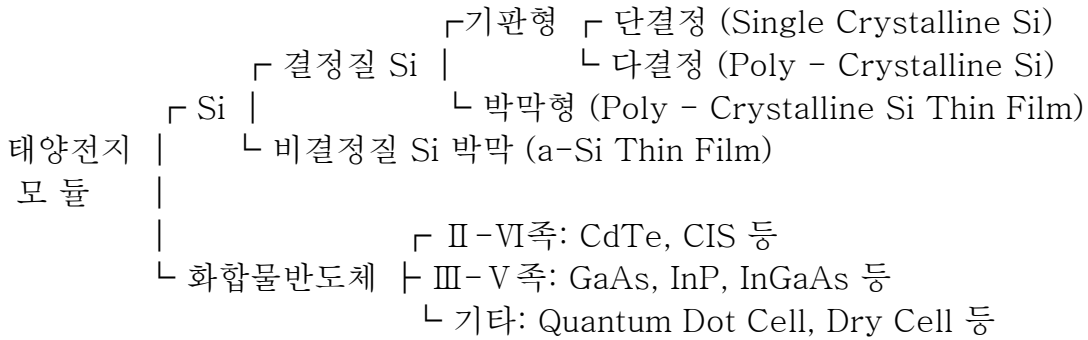 ┌기판형 ┌ 단결정 (Single Crystalline Si)
┌ 결정질 Si │ └ 다결정 (Poly - Crystalline Si)
┌ Si │ └ 박막형 (Poly - Crystalline Si Thin Film)
태양전지 │ └ 비결정질 Si 박막 (a-Si Thin Film)
모 듈 │
│ ┌ Ⅱ-Ⅵ족: CdTe, CIS 등
└ 화합물반도체 ├ Ⅲ-Ⅴ족: GaAs, InP, InGaAs 등
└ 기타: Quantum Dot Cell, Dry Cell 등